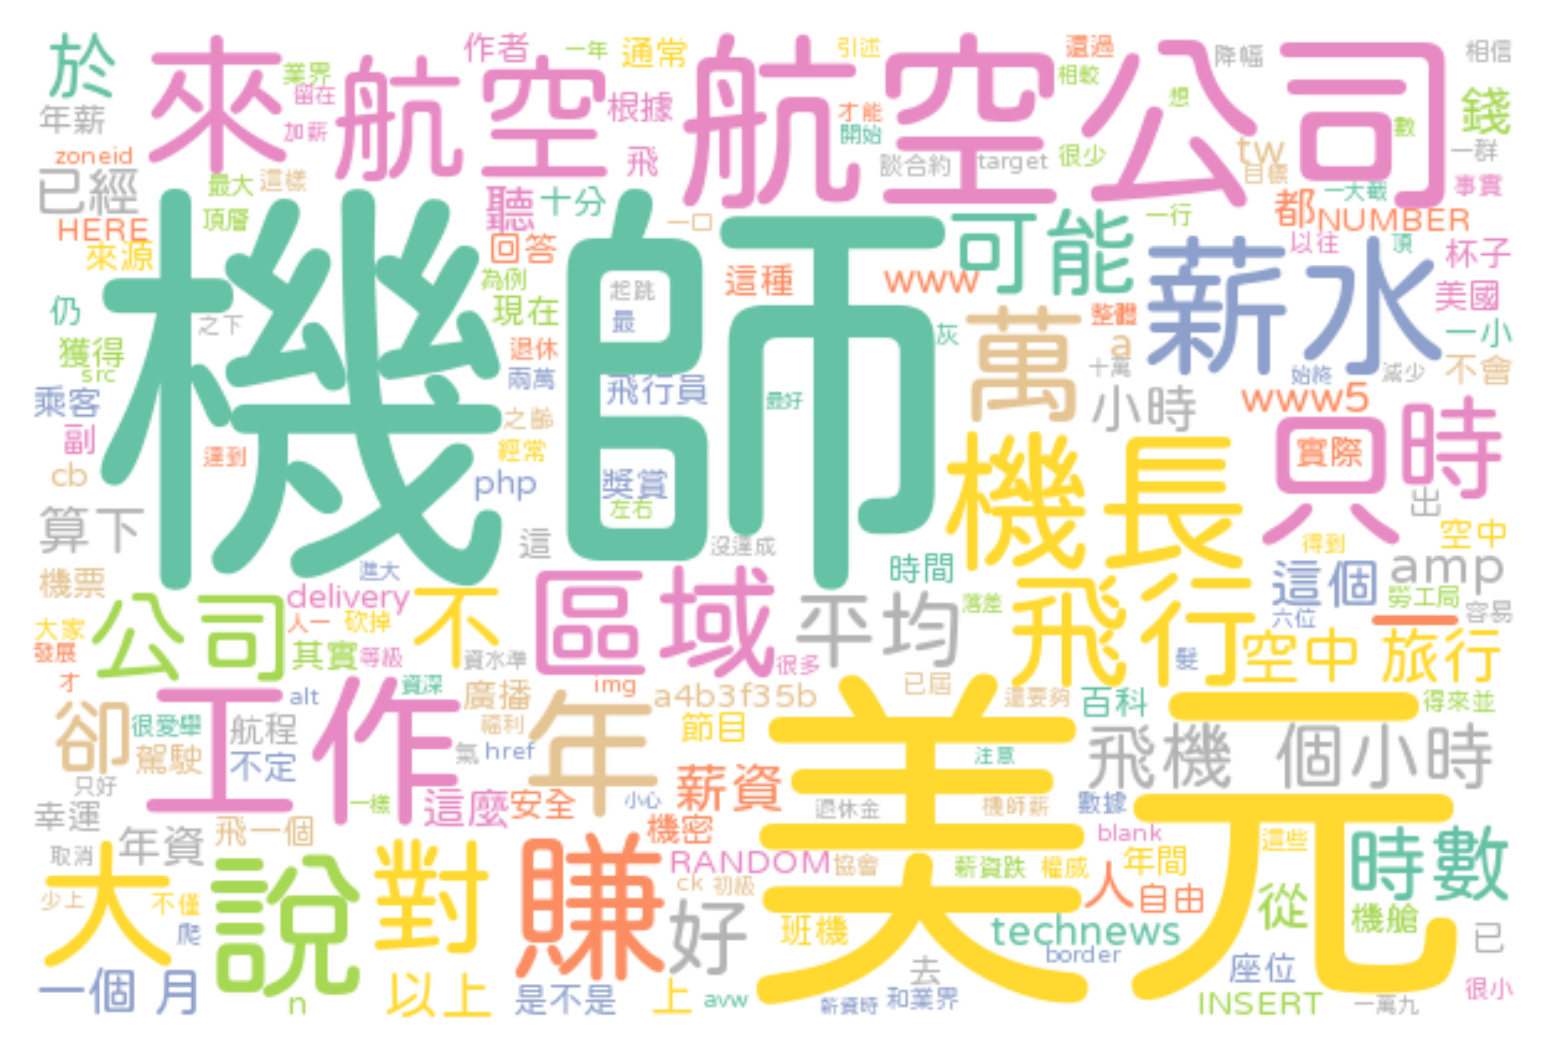 於
來
航空
航空公司
作者
一年
通常
引述
還過
降幅
相信
業界
留在
加薪
根據
飛
才能
開始
相較
想
數
錢
年薪
談合約
target
很少
tw
目標
一群
zoneid
已經
最大
這樣
頂層
聽
十分
一口
一行
一大截
事實
都
NUMBER
HERE
來源
回答
這種
www
可能
以往
頂
杯子
機師
為例
起跳
薪水
美國
仍
之下
現在
最
灰
萬
整體
a
一小
獲得
src
退休
兩萬
飛行員
十萬
始終
減少
不會
乘客
副
之齡
最好
小時
www5
只
時
達到
經常
實際
cb
php
獎賞
左右
機長
出
算下
這
沒達成
得到
空中
機票
進大
時間
這個
amp
delivery
不
區域
平均
落差
飛行
勞工局
容易
六位
大家
公司
人一
砍掉
發展
其實
等級
資水準
很多
髮
空中
一
旅行
才
工作
alt
資深
img
a4b3f35b
已屆
還要夠
百科
得來並
卻
很愛舉
航程
廣播
福利
年
節目
美元
駕駛
不定
氣
href
注意
飛機
個小時
只好
一樣
這麼
安全
小心
薪資
退休金
機師薪
數據
幸運
飛一個
機密
blank
這些
時數
取消
年資
大
說
對
賺
RANDOM
協會
薪資跌
權威
年間
少上
不僅
ck
初級
人
自由
從
機艙
爬
好
班機
technews
已
border
一個
月
n
以上
是不是
上
avw
去
座位
薪資時
和業界
INSERT
一萬九
很小